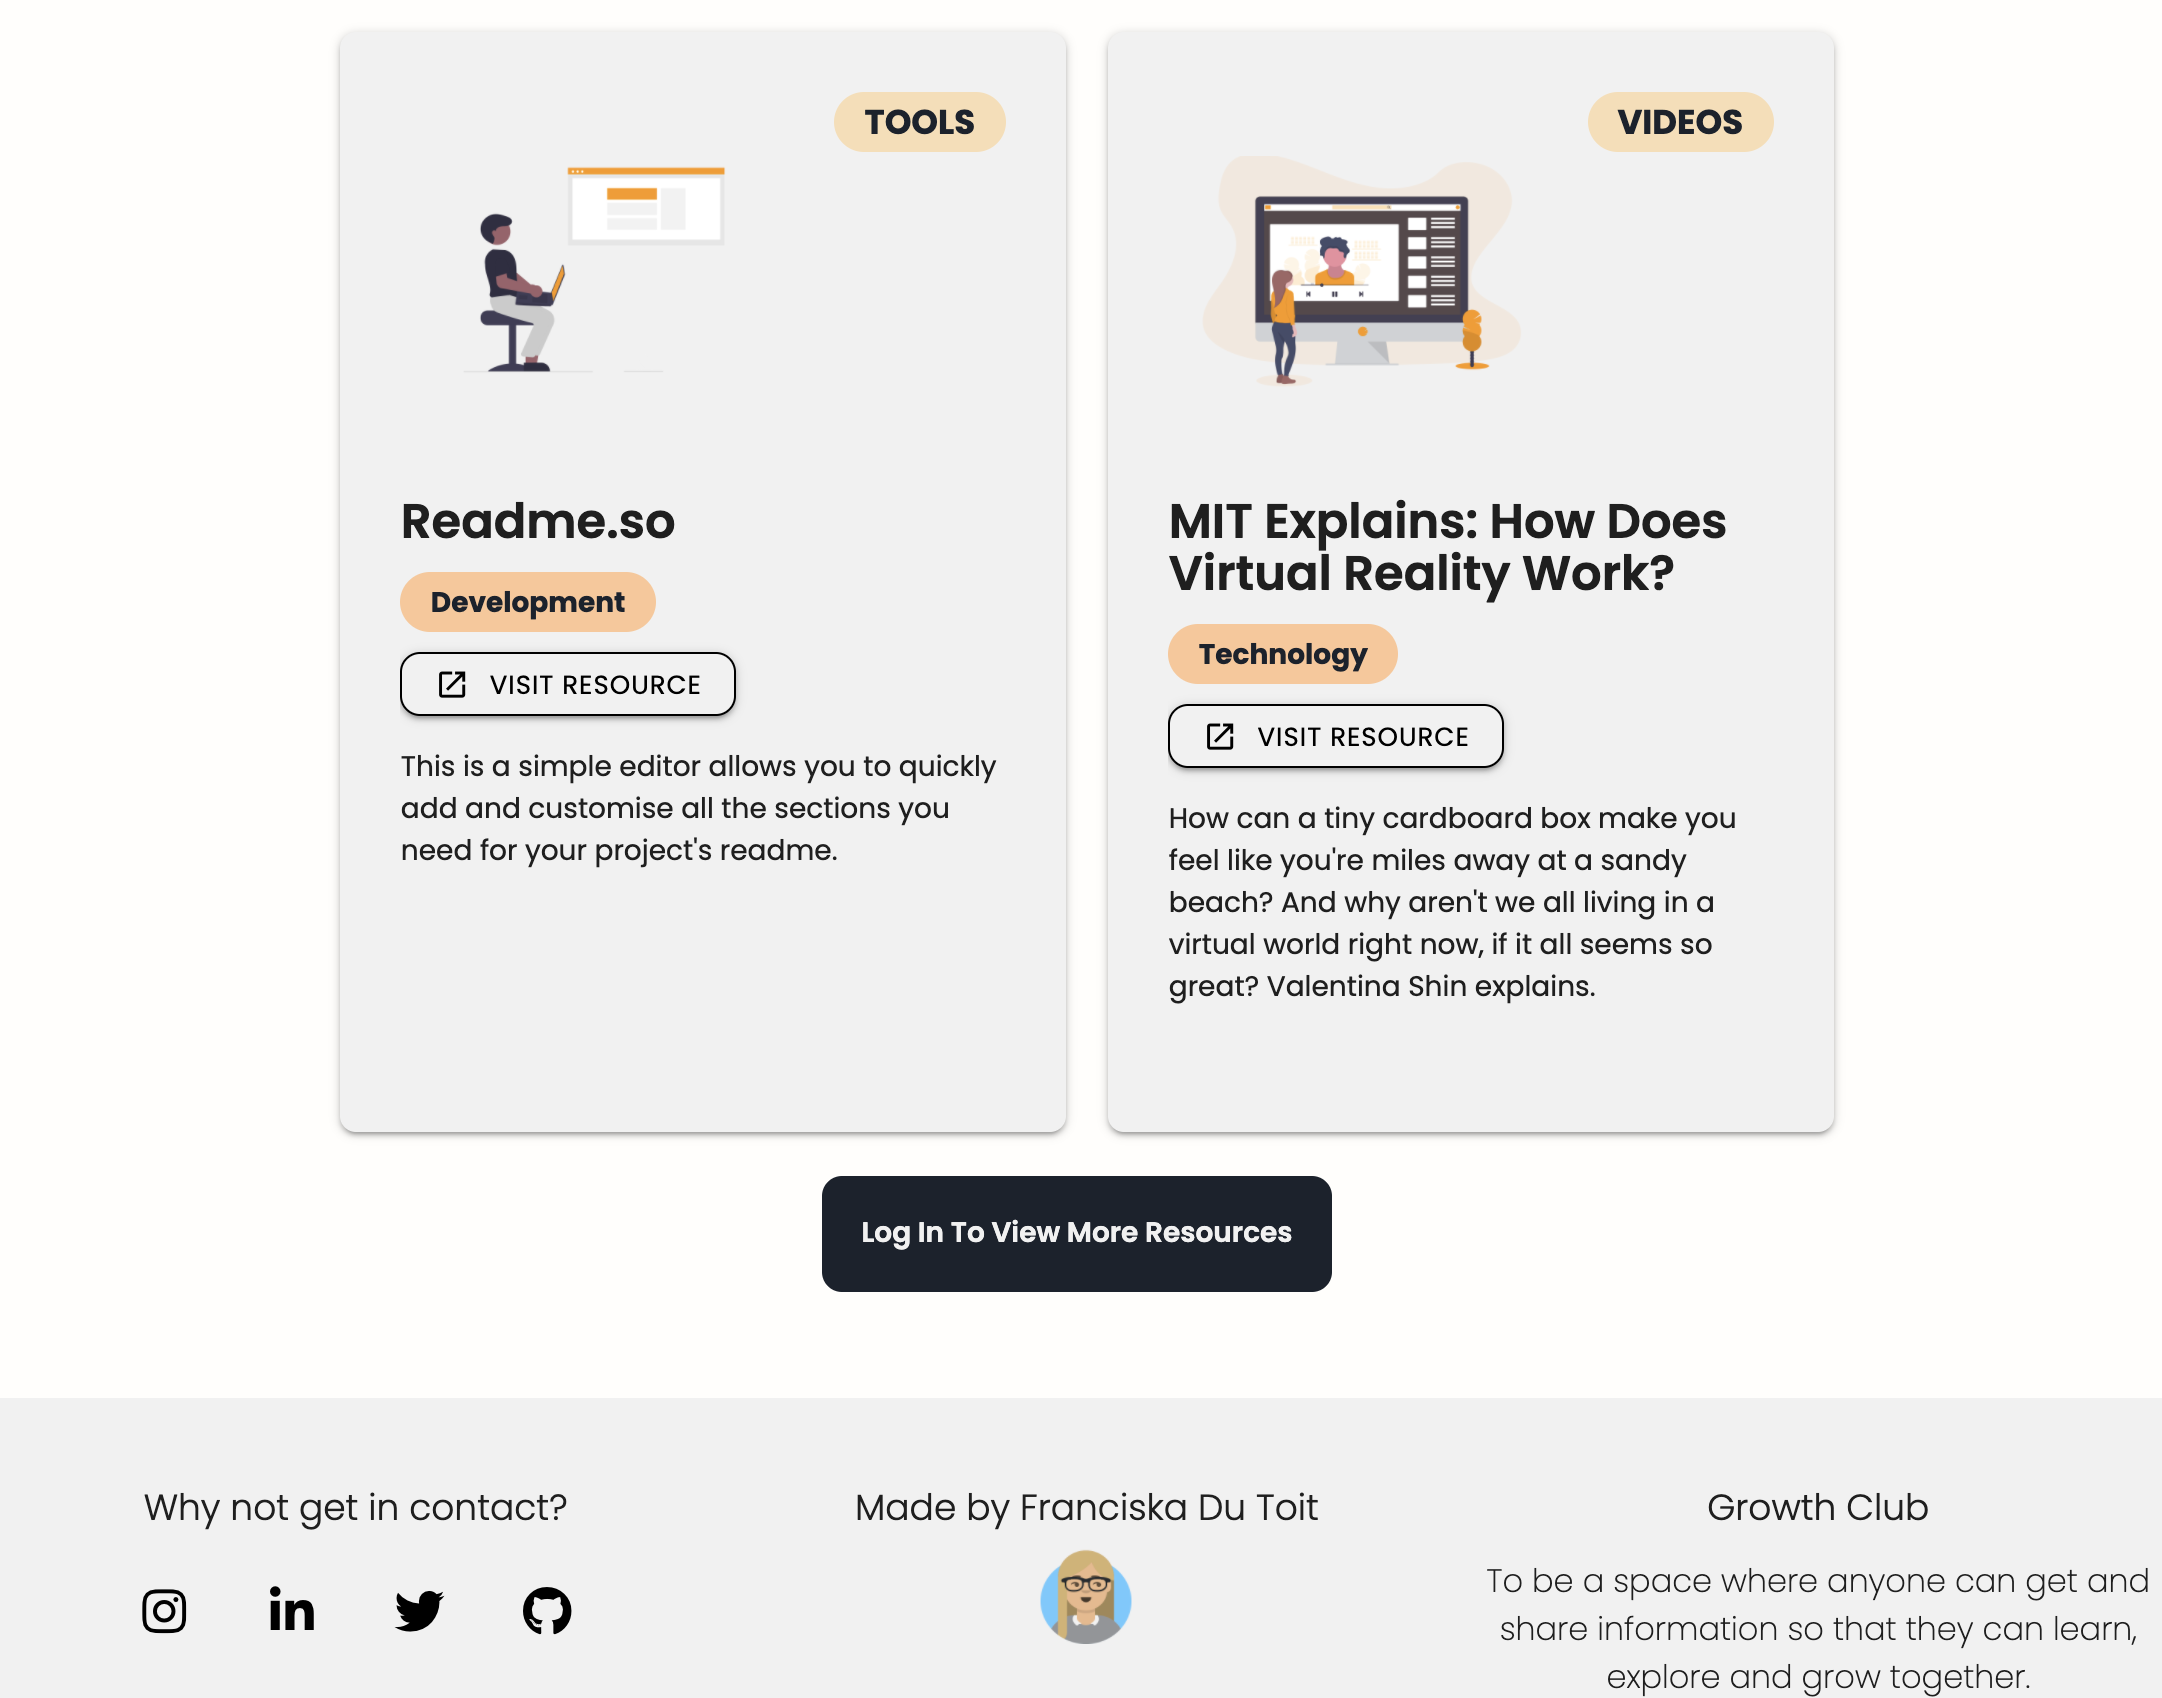 TOOLS
Readme.so
Development
VISIT RESOURCE
This is a simple editor allows you to quickly
add and customise all the sections you
need for your project's readme.
VIDEOS
MIT Explains: How Does
Virtual Reality Work?
Technology
VISIT RESOURCE
How can a tiny cardboard box make you
feel like you're miles away at a sandy
beach? And why aren't we all living in a
virtual world right now, if it all seems so
great? Valentina Shin explains.
Log In To View More Resources
Why not get in contact?
Made by Franciska Du Toit
Growth Club
To be a space where anyone can get and
share information so that they can learn,
explore and grow together.